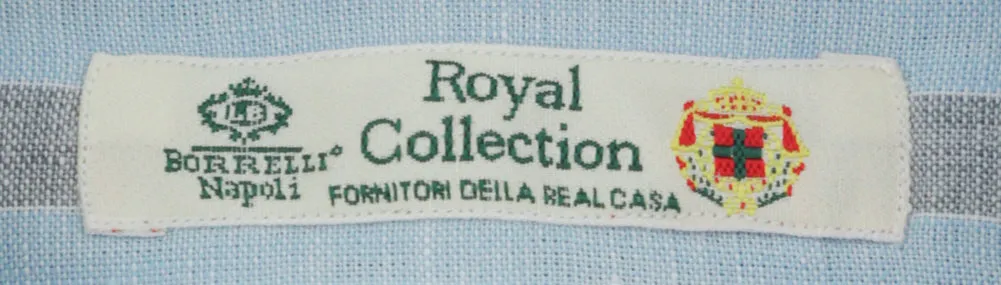 LB
BORRELLI
Napoli
Royal
Collection
FORNITORI DELLA REAL CASA